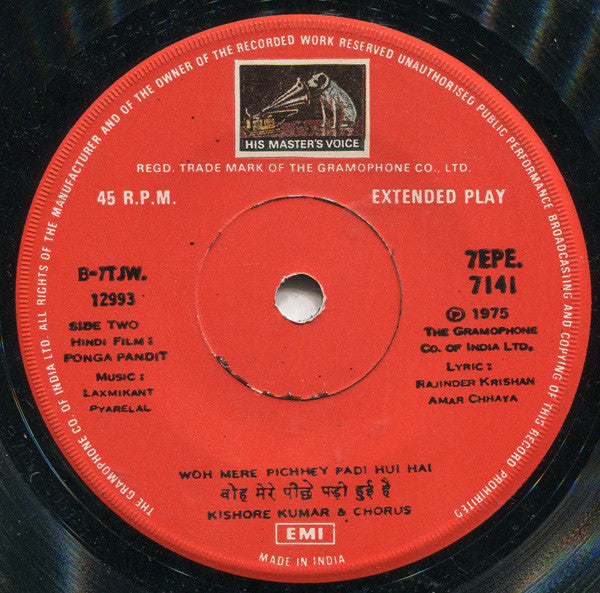 THE GRAMOPHONE CO. OF INDIA LTD. ALL RIGHTS OF THE MANUFACTURER AND OF THE OWNER OF THE RECORDED WORK RESERVED UNAUTHORISED PUBLIC PERFORMANCE BROADCASTING AND COPYING OF THIS RECORD PROHIBITED
HIS MASTER'S VOICE
REGD. TRADE MARK OF THE GRAMOPHONE CO., LTD.
45 R.P.M.
EXTENDED PLAY
B-7TJW.
12993
SIDE TWO
HINDI FILM:
PONGA PANDIT
MUSIC:
LAXMIKANT
PYARELAL
7EPE.
7141
Ⓟ 1975
THE GRAMOPHONE
CO. OF INDIA LTD.
LYRIC:
RAJINDER KRISHAN
AMAR CHHAYA
WOH MERE PICHHEY PADI HUI HAI
वोह मेरे पीछे पड़ी हुई है
KISHORE KUMAR & CHORUS
EMI
MADE IN INDIA